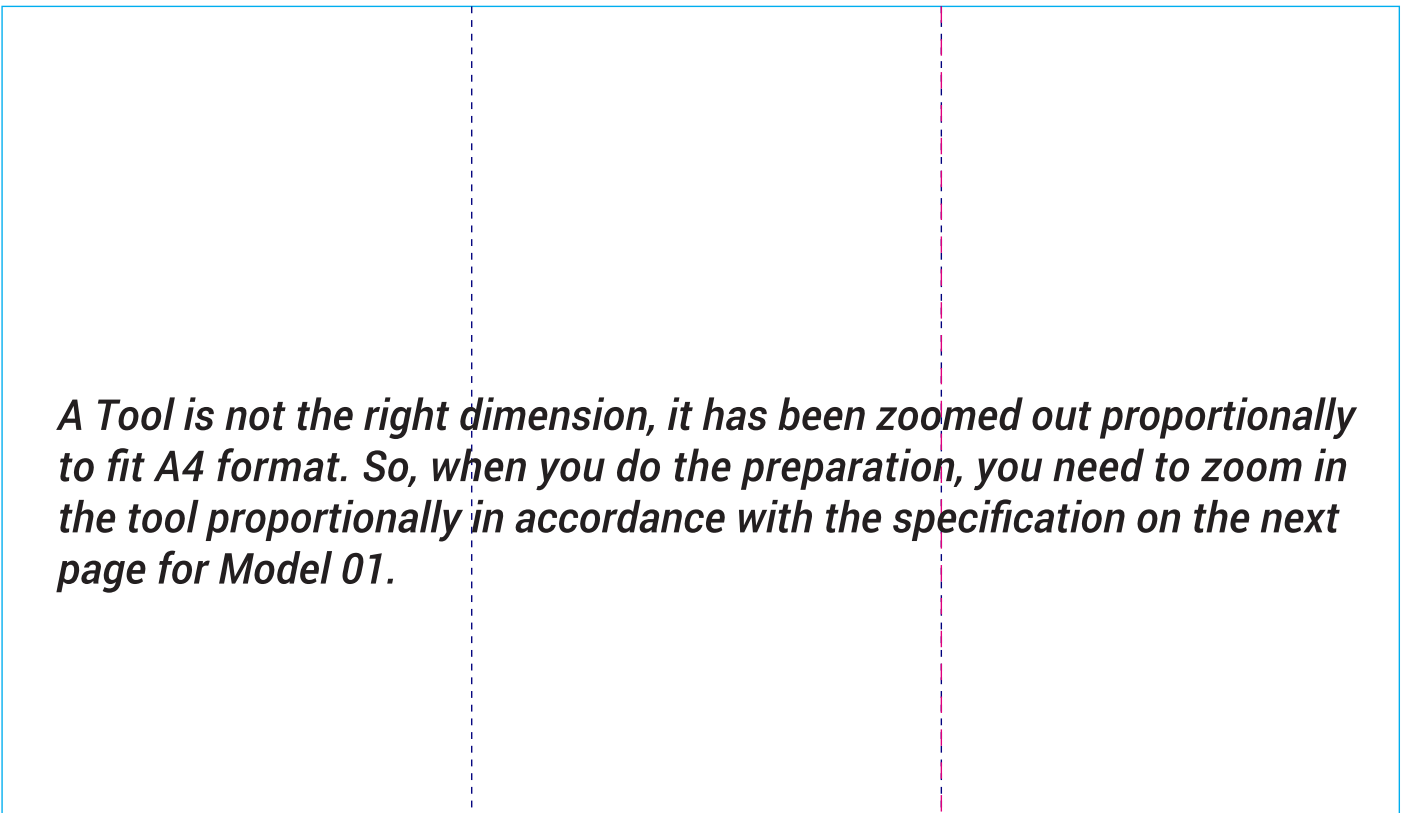 A Tool is not the right dimension, it has been zoomed out proportionally
to fit A4 format. So, when you do the preparation, you need to zoom in
the tool proportionally in accordance with the specification on the next
page for Model 01.